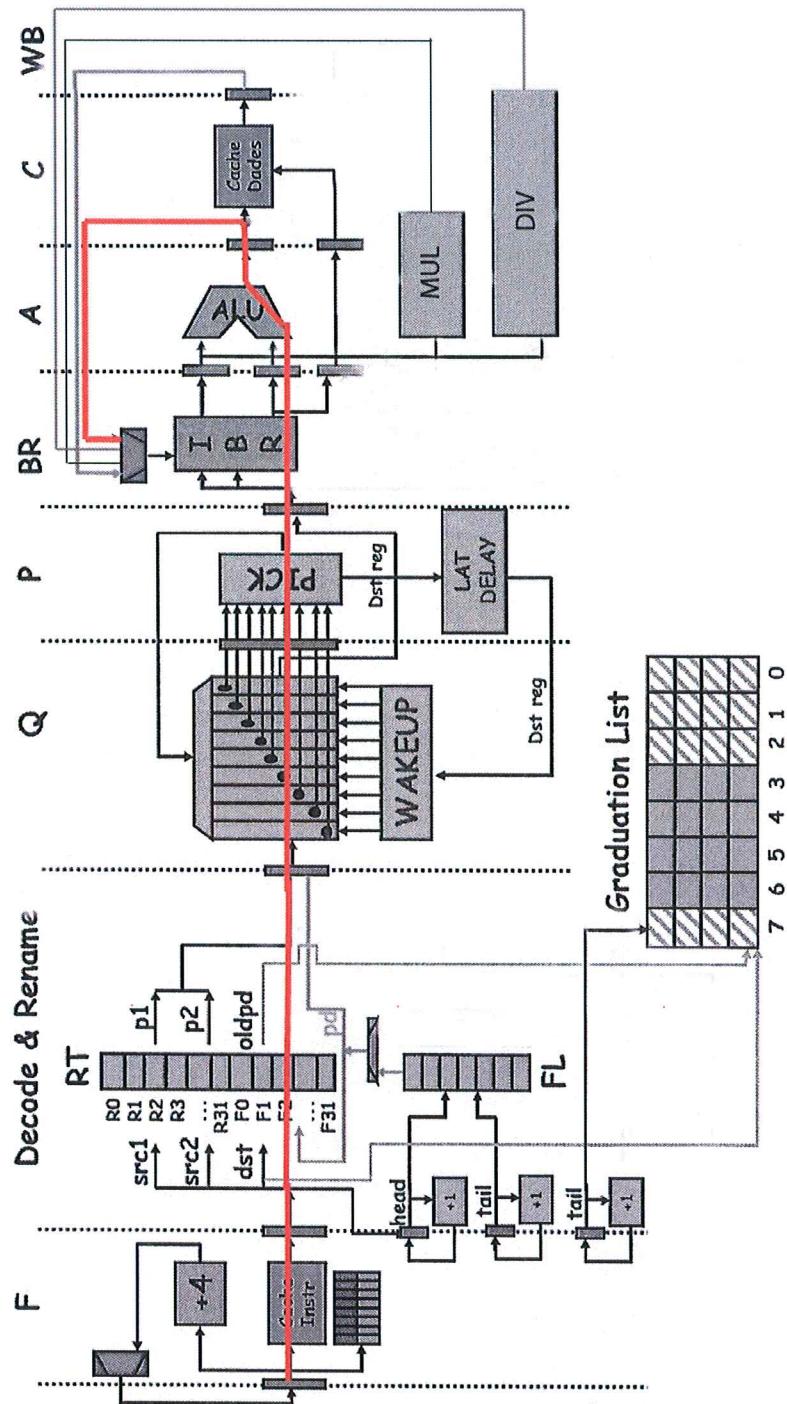 F
Decode & Rename
Q
P
BR
A
C
WB
+4
Cache
Instr
src1
src2
dst
RT
R0
R1
R2
R3
...
R31
F0
F1
F2
...
F31
p1
p2
oldpd
pd
FL
head
+1
tail
+1
tail
+1
WAKEUP
PICK
Dst reg
LAT
DELAY
Dst reg
I
B
R
ALU
Cache
Dades
MUL
DIV
Graduation List
7 6 5 4 3 2 1 0